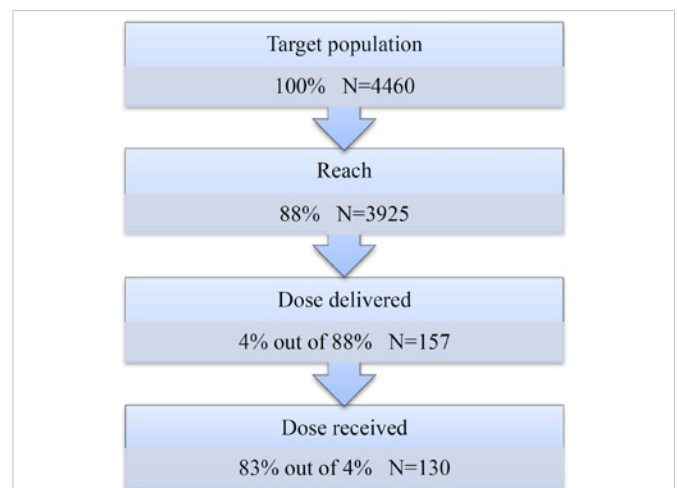 Target population
100% N=4460
Reach
88% N=3925
Dose delivered
4% out of 88% N=157
Dose received
83% out of 4% N=130